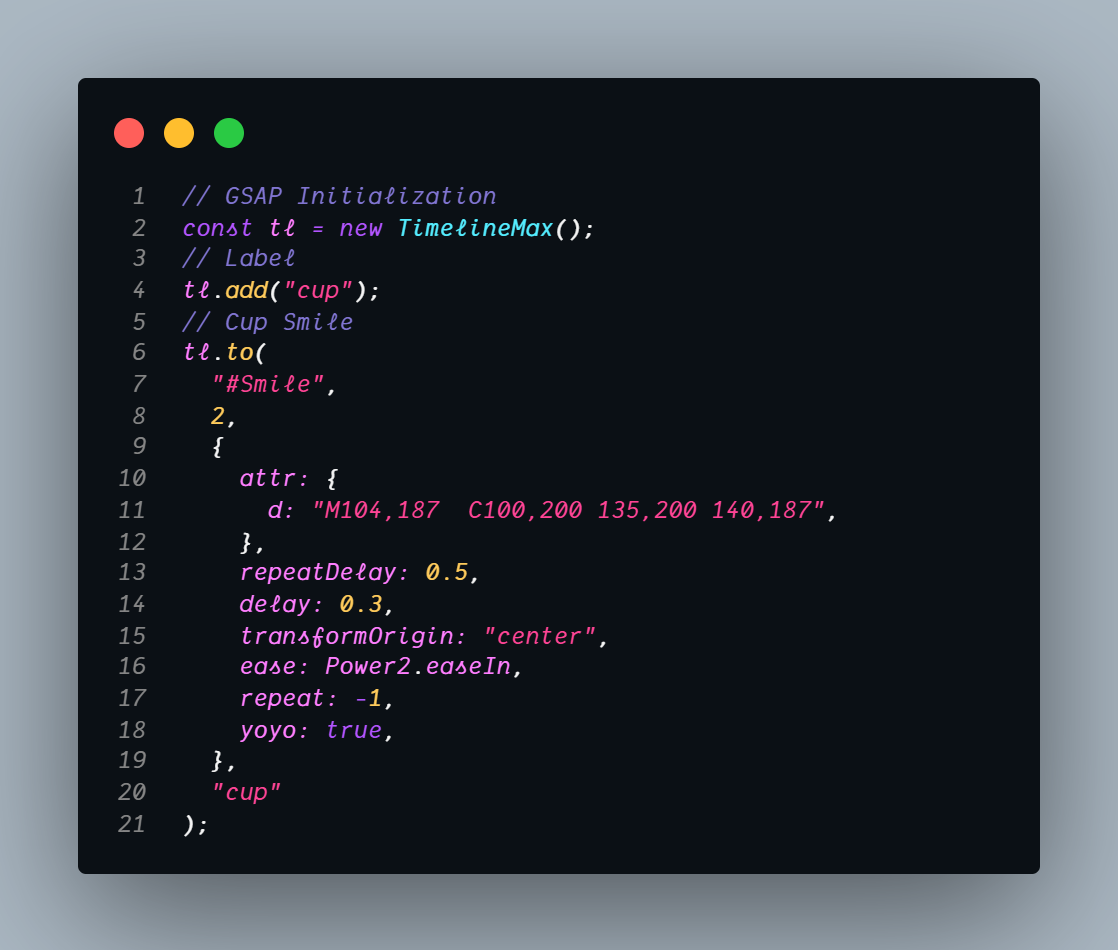 1 // GSAP Initialization
2 const tl = new TimelineMax();
3 // Label
4 tl.add("cup");
5 // Cup Smile
6 tl.to(
7   "#Smile",
8   2,
9   {
10     attr: {
11       d: "M104,187  C100,200 135,200 140,187",
12     },
13     repeatDelay: 0.5,
14     delay: 0.3,
15     transformOrigin: "center",
16     ease: Power2.easeIn,
17     repeat: -1,
18     yoyo: true,
19   },
20   "cup"
21 );